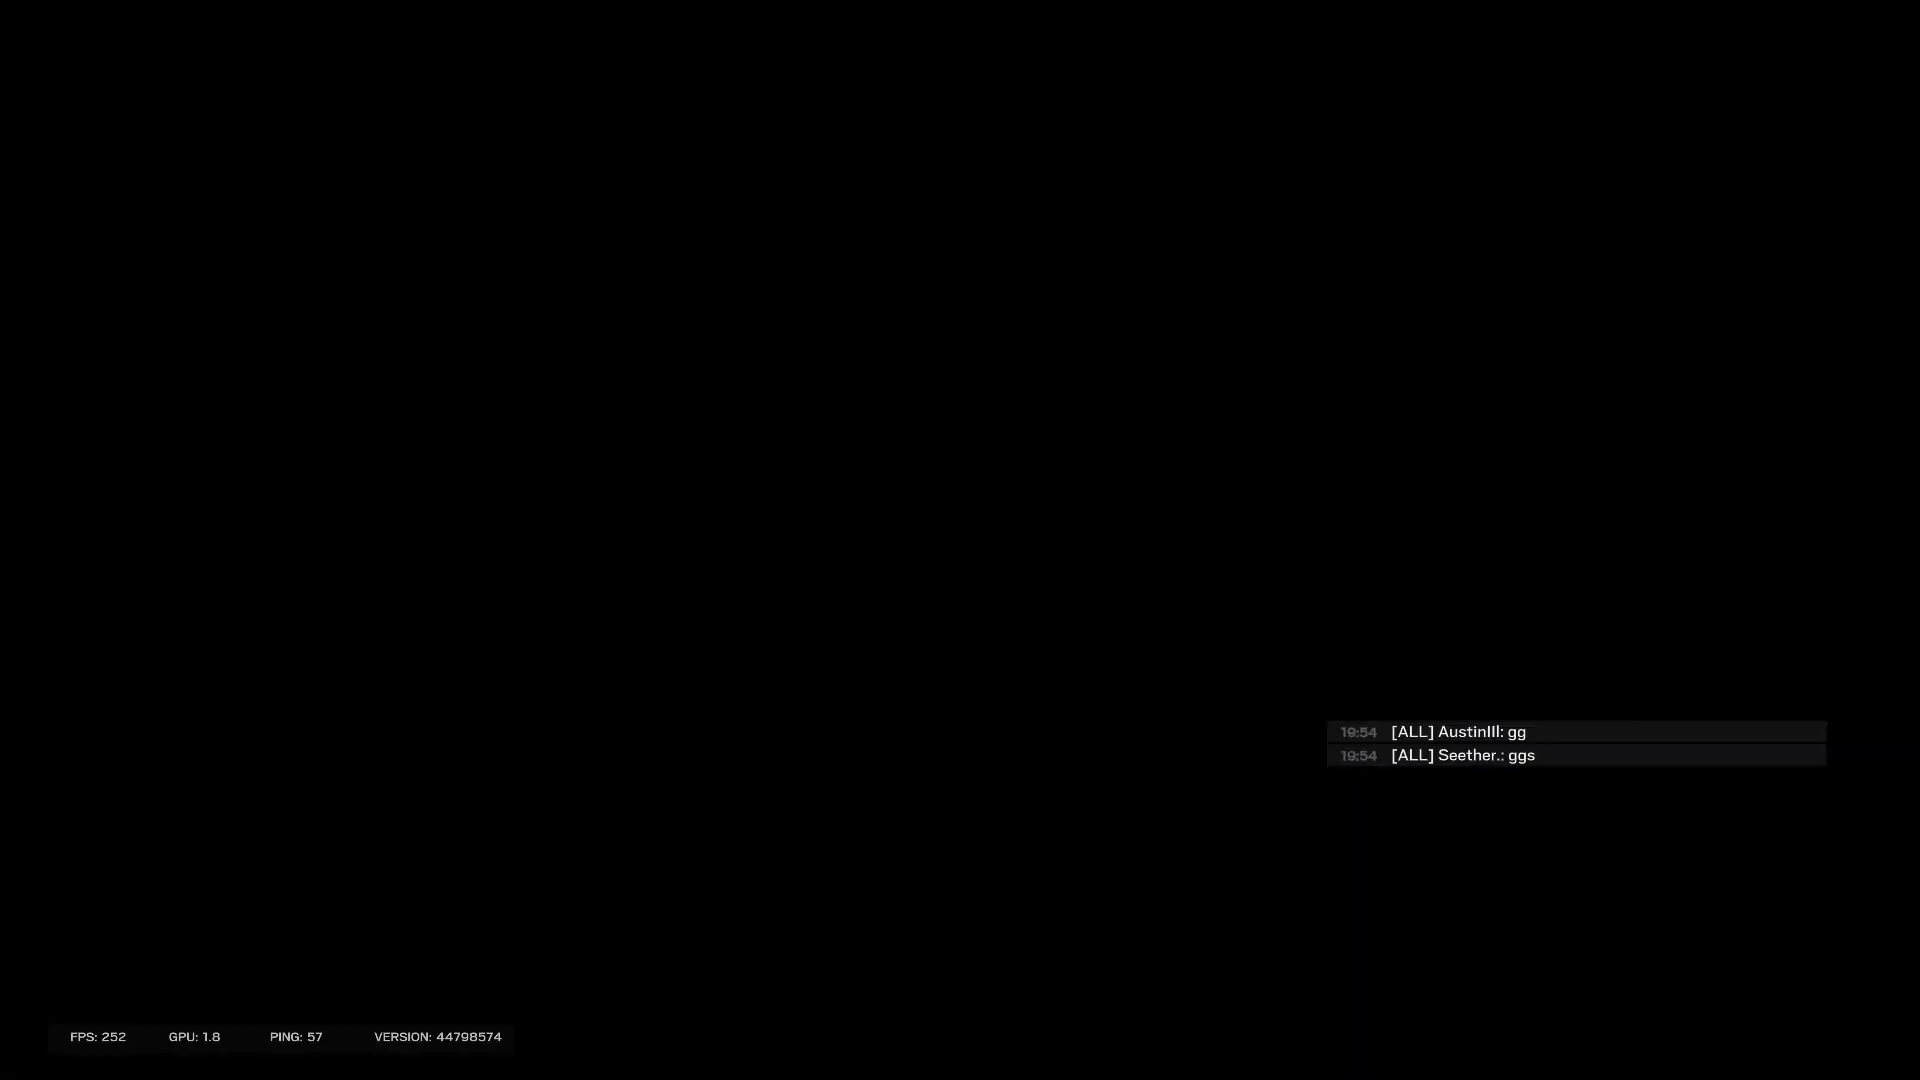 19:54 [ALL] AustinIII: gg
19:54 [ALL] Seether.: ggs
FPS: 252 GPU: 1.8 PING: 57 VERSION: 44798574